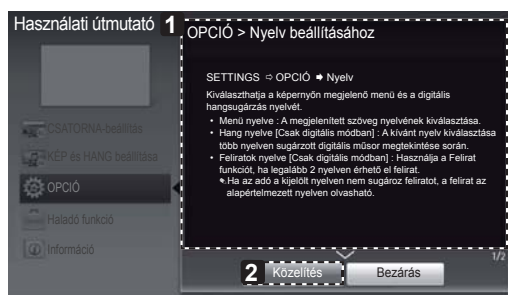 Használati útmutató
1
OPCIÓ > Nyelv beállításához
SETTINGS ⇨ OPCIÓ ➡ Nyelv
Kiválaszthatja a képernyőn megjelenő menü és a digitális
hangsugárzás nyelvét.
• Menü nyelve : A megjelenített szöveg nyelvének kiválasztása.
• Hang nyelve [Csak digitális módban] : A kívánt nyelv kiválasztása
több nyelven sugárzott digitális műsor megtekintése során.
• Feliratok nyelve [Csak digitális módban] : Használja a Felirat
funkciót, ha legalább 2 nyelven érhető el felirat.
Ha az adó a kijelölt nyelven nem sugároz feliratot, a felirat az
alapértelmezett nyelven olvasható.
CSATORNA-beállítás
KÉP és HANG beállítása
OPCIÓ
Haladó funkció
Információ
1/2
2
Közelítés
Bezárás